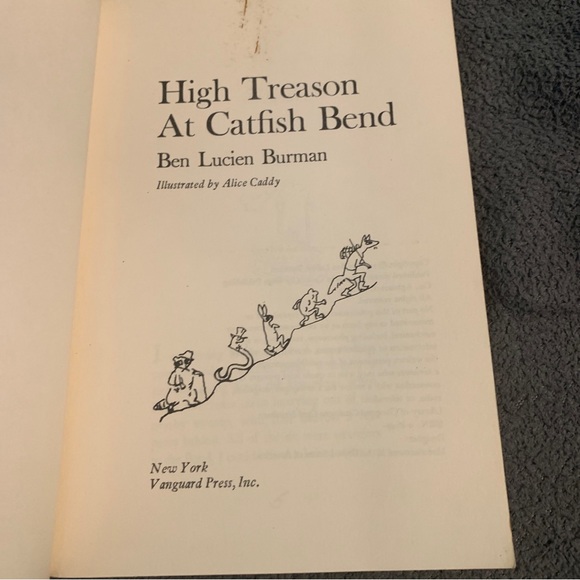 High Treason
At Catfish Bend
Ben Lucien Burman
Illustrated by Alice Caddy
New York
Vanguard Press, Inc.